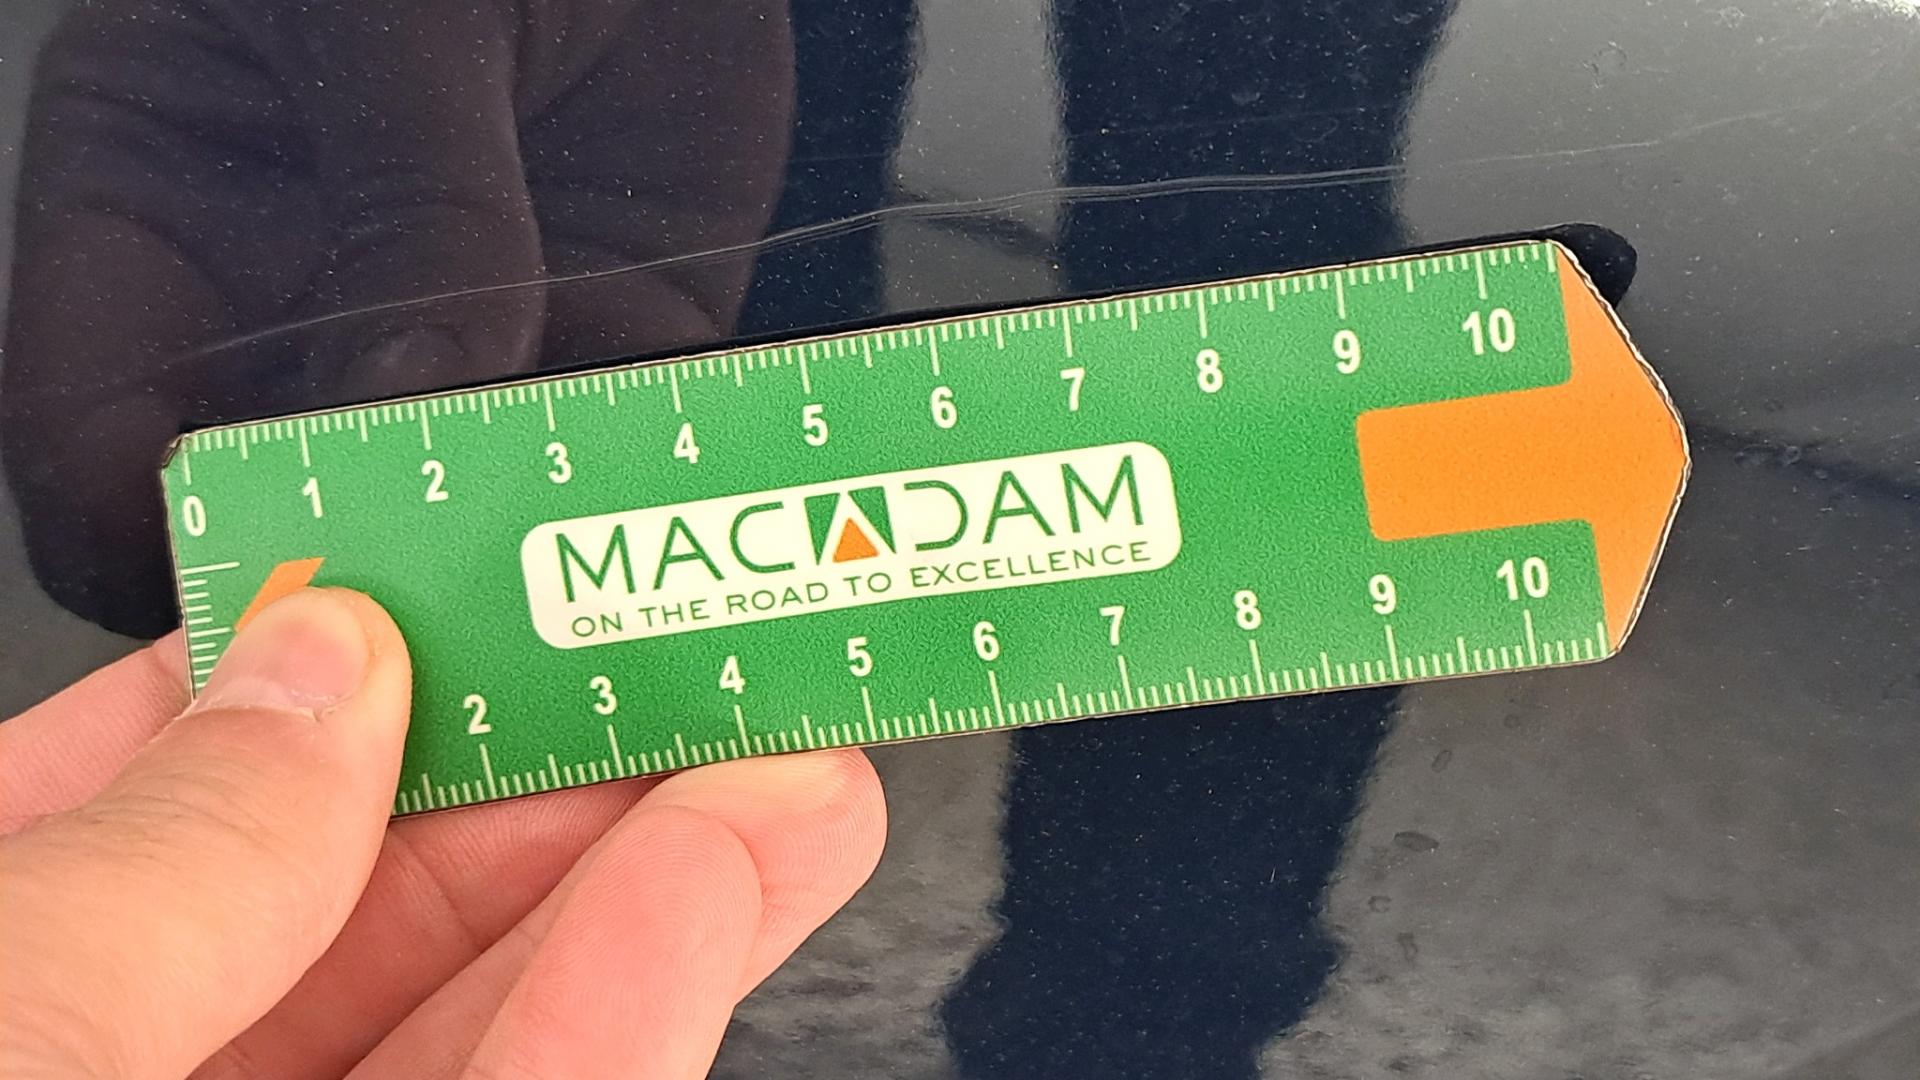 0 1 2 3 4 5 6 7 8 9 10
MACADAM
ON THE ROAD TO EXCELLENCE
2 3 4 5 6 7 8 9 10